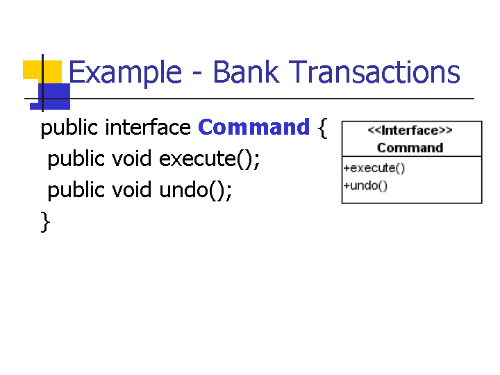 Example - Bank Transactions
public interface Command {
public void execute();
public void undo();
}
<<Interface>>
Command
+execute()
+undo()